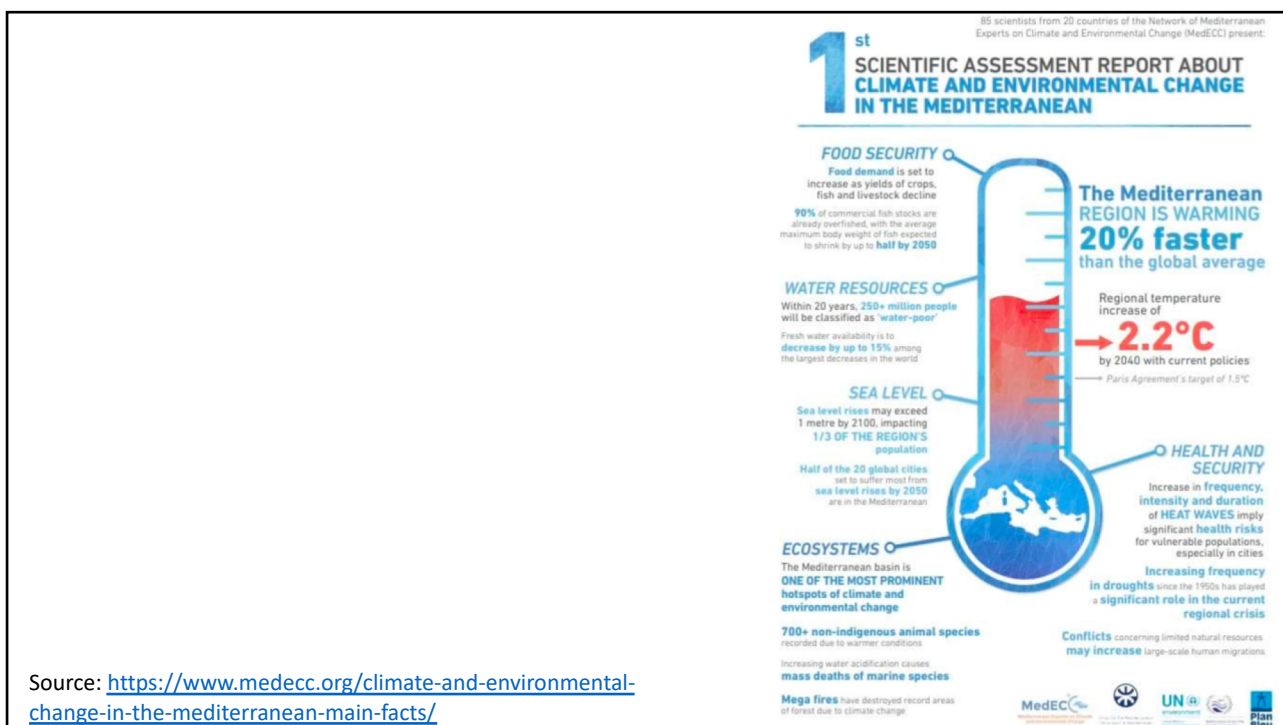 85 scientists from 20 countries of the Network of Mediterranean
Experts on Climate and Environmental Change (MedECC) present:
1st
SCIENTIFIC ASSESSMENT REPORT ABOUT
CLIMATE AND ENVIRONMENTAL CHANGE
IN THE MEDITERRANEAN
FOOD SECURITY
Food demand is set to
increase as yields of crops,
fish and livestock decline
90% of commercial fish stocks are
already overfished, with the average
maximum body weight of fish expected
to shrink by up to half by 2050
The Mediterranean
REGION IS WARMING
20% faster
than the global average
WATER RESOURCES
Within 20 years, 250+ million people
will be classified as 'water-poor'
Fresh water availability is to
decrease by up to 15% among
the largest decreases in the world
Regional temperature
increase of
2.2°C
by 2040 with current policies
Paris Agreement's target of 1.5°C
SEA LEVEL
Sea level rises may exceed
1 metre by 2100, impacting
1/3 OF THE REGION'S
population
Half of the 20 global cities
set to suffer most from
sea level rises by 2050
are in the Mediterranean
HEALTH AND
SECURITY
Increase in frequency,
intensity and duration
of HEAT WAVES imply
significant health risks
for vulnerable populations,
especially in cities
Increasing frequency
in droughts since the 1950s has played
a significant role in the current
regional crisis
Conflicts concerning limited natural resources
may increase large-scale human migrations
ECOSYSTEMS
The Mediterranean basin is
ONE OF THE MOST PROMINENT
hotspots of climate and
environmental change
700+ non-indigenous animal species
recorded due to warmer conditions
Increasing water acidification causes
mass deaths of marine species
Mega fires have destroyed record areas
of forest due to climate change
MedECC
UN
environment
Plan
Bleu
Source: https://www.medecc.org/climate-and-environmental-
change-in-the-mediterranean-main-facts/